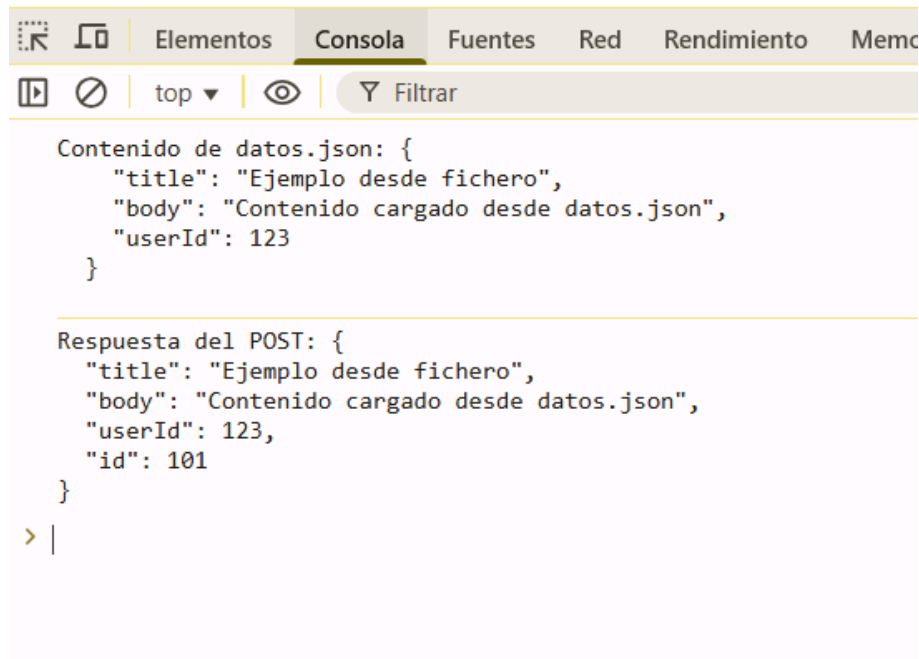 Elementos Consola Fuentes Red Rendimiento
top Filtrar
Contenido de datos.json: {
    "title": "Ejemplo desde fichero",
    "body": "Contenido cargado desde datos.json",
    "userId": 123
  }
Respuesta del POST: {
  "title": "Ejemplo desde fichero",
  "body": "Contenido cargado desde datos.json",
  "userId": 123,
  "id": 101
}
>